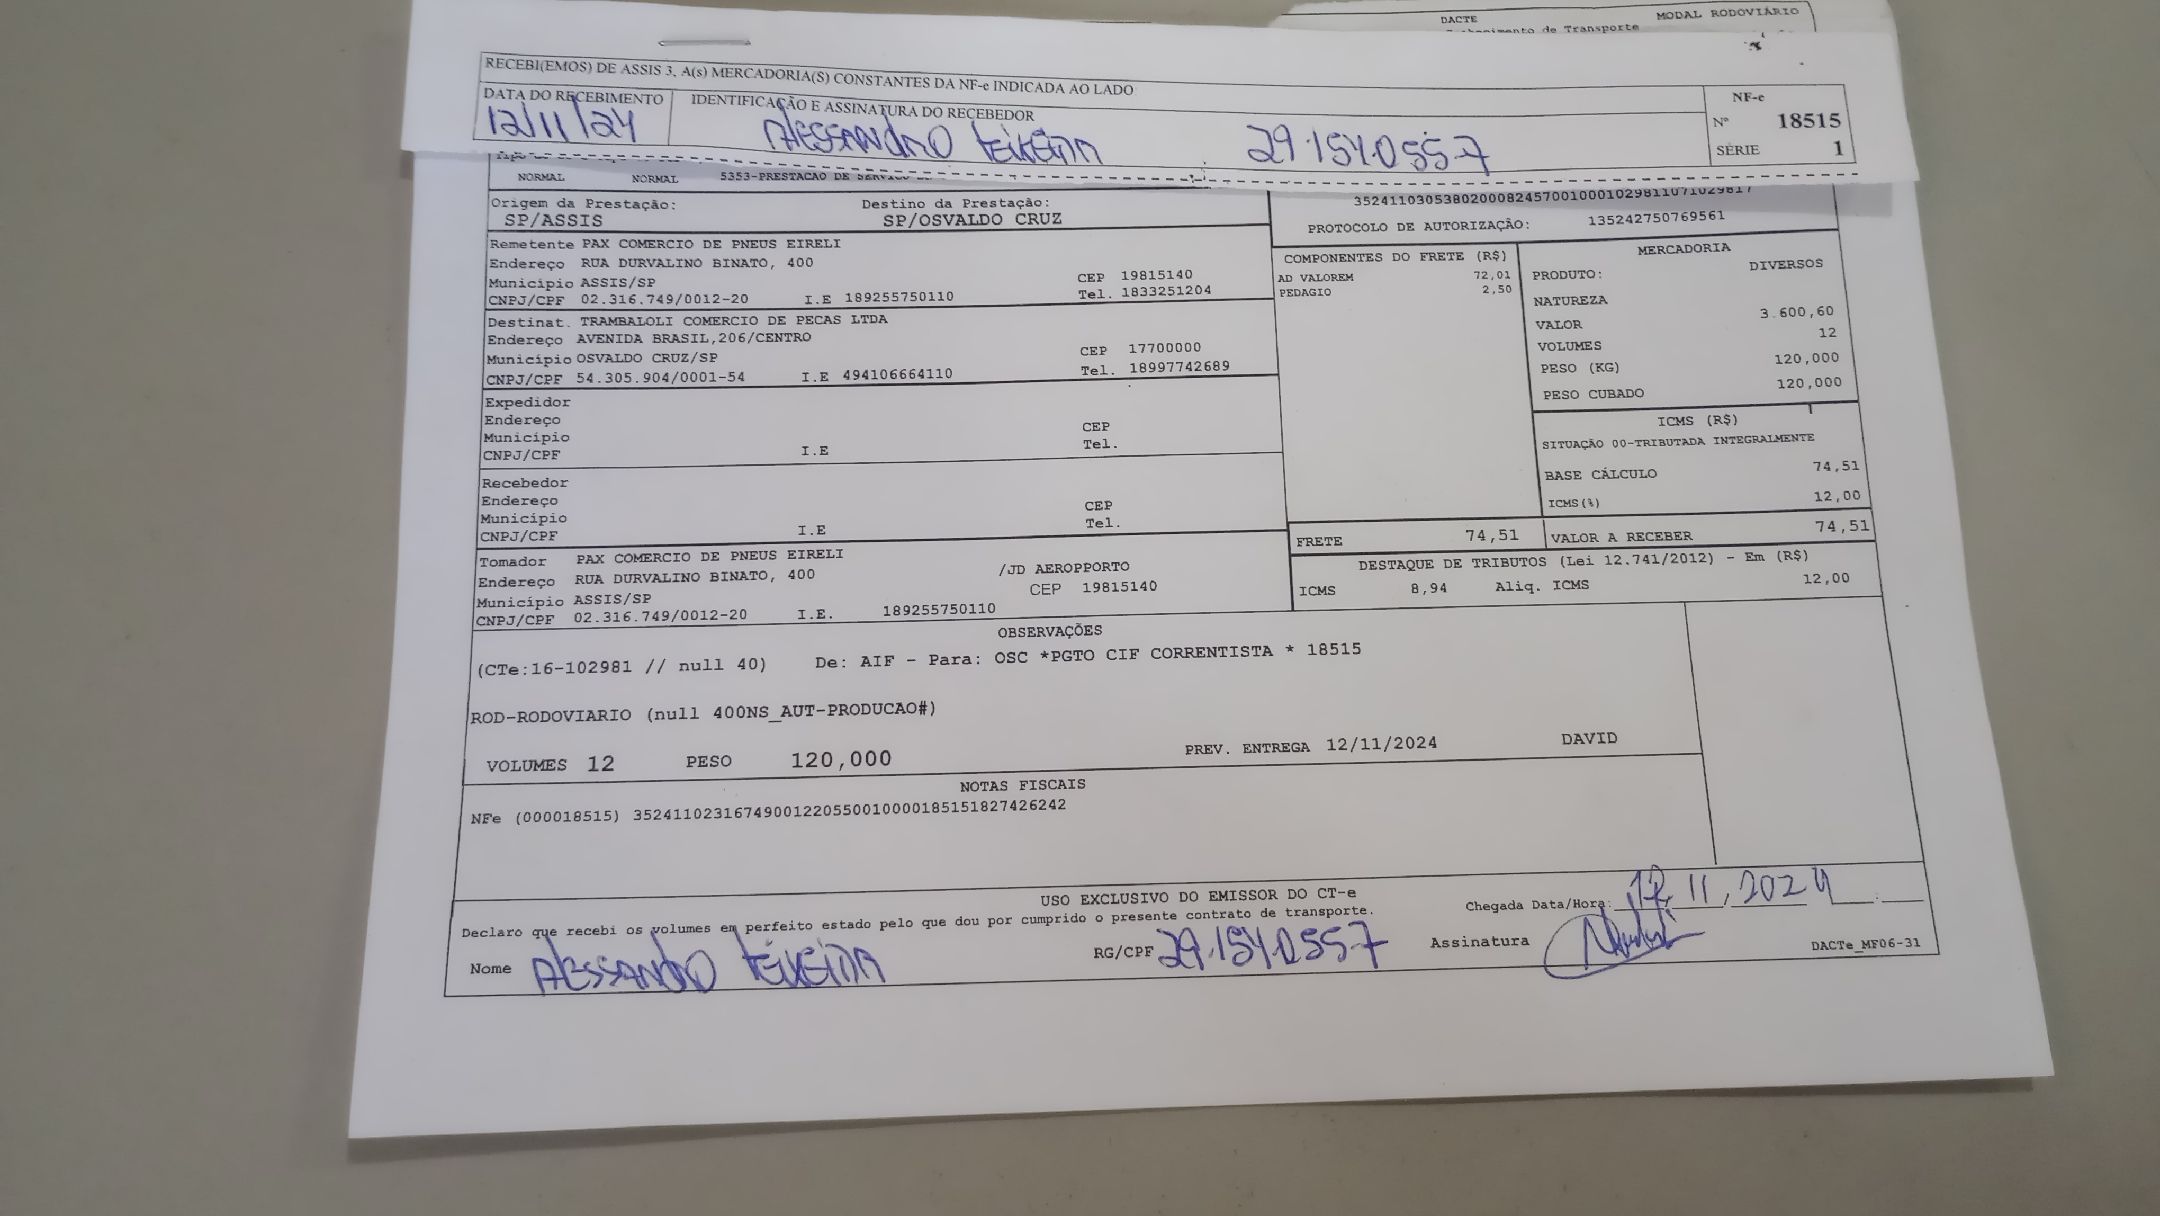 DACTE MODAL RODOVIÁRIO
de Transporte
RECEBI(EMOS) DE ASSIS 3, A(s) MERCADORIA(S) CONSTANTES DA NF-e INDICADA AO LADO
DATA DO RECEBIMENTO IDENTIFICAÇÃO E ASSINATURA DO RECEBEDOR
12/11/24 ALESSANDRO TEIXEIRA 29.154.055-7
NF-e
Nº 18515
SÉRIE 1
NORMAL NORMAL 5353-PRESTACAO DE SERVICO
35241103053802000824570010001029811071029817
Origem da Prestação: Destino da Prestação:
SP/ASSIS SP/OSVALDO CRUZ
PROTOCOLO DE AUTORIZAÇÃO: 135242750769561
Remetente PAX COMERCIO DE PNEUS EIRELI
Endereço RUA DURVALINO BINATO, 400
Município ASSIS/SP CEP 19815140
CNPJ/CPF 02.316.749/0012-20 I.E 189255750110 Tel. 1833251204
Destinat. TRAMBALOLI COMERCIO DE PECAS LTDA
Endereço AVENIDA BRASIL,206/CENTRO
Município OSVALDO CRUZ/SP CEP 17700000
CNPJ/CPF 54.305.904/0001-54 I.E 494106664110 Tel. 18997742689
Expedidor
Endereço
Município CEP
CNPJ/CPF I.E Tel.
Recebedor
Endereço
Município CEP
CNPJ/CPF I.E Tel.
Tomador PAX COMERCIO DE PNEUS EIRELI
Endereço RUA DURVALINO BINATO, 400 /JD AEROPPORTO
Município ASSIS/SP CEP 19815140
CNPJ/CPF 02.316.749/0012-20 I.E. 189255750110
COMPONENTES DO FRETE (R$)
AD VALOREM 72,01
PEDAGIO 2,50
MERCADORIA
PRODUTO: DIVERSOS
NATUREZA
VALOR 3.600,60
VOLUMES 12
PESO (KG) 120,000
PESO CUBADO 120,000
ICMS (R$)
SITUAÇÃO 00-TRIBUTADA INTEGRALMENTE
BASE CÁLCULO 74,51
ICMS(%) 12,00
FRETE 74,51 VALOR A RECEBER 74,51
DESTAQUE DE TRIBUTOS (Lei 12.741/2012) - Em (R$)
ICMS 8,94 Aliq. ICMS 12,00
OBSERVAÇÕES
(CTe:16-102981 // null 40) De: AIF - Para: OSC *PGTO CIF CORRENTISTA * 18515
ROD-RODOVIARIO (null 400NS_AUT-PRODUCAO#)
VOLUMES 12 PESO 120,000 PREV. ENTREGA 12/11/2024 DAVID
NOTAS FISCAIS
NFe (000018515) 35241102316749001220550010000185151827426242
USO EXCLUSIVO DO EMISSOR DO CT-e
Declaro que recebi os volumes em perfeito estado pelo que dou por cumprido o presente contrato de transporte.
Chegada Data/Hora: 12, 11, 2024 :
Nome ALESSANDRO TEIXEIRA RG/CPF 29.154.055-7 Assinatura DACTe_MF06-31